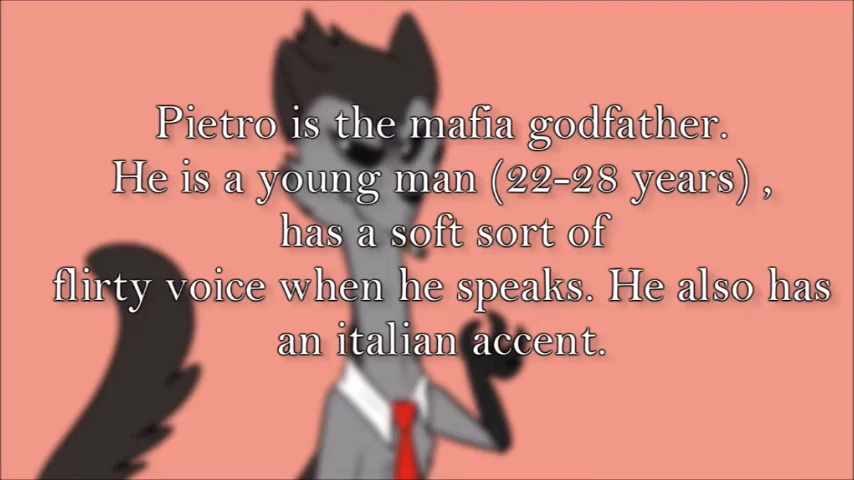 Pietro is the mafia godfather.
He is a young man (22-28 years) ,
has a soft sort of
flirty voice when he speaks. He also has
an italian accent.